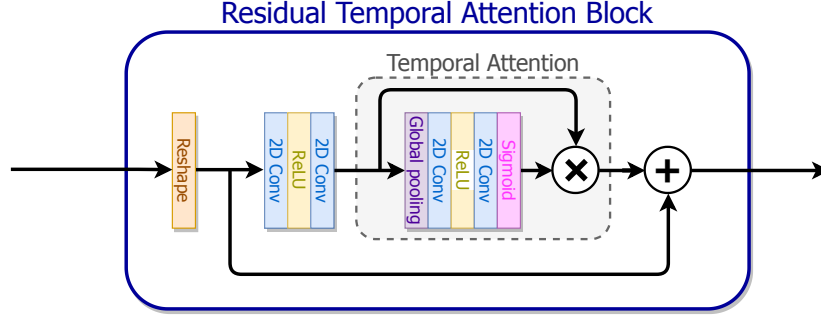 Residual Temporal Attention Block
Temporal Attention
Reshape
2D Conv
ReLU
2D Conv
Global pooling
2D Conv
ReLU
2D Conv
Sigmoid
×
+